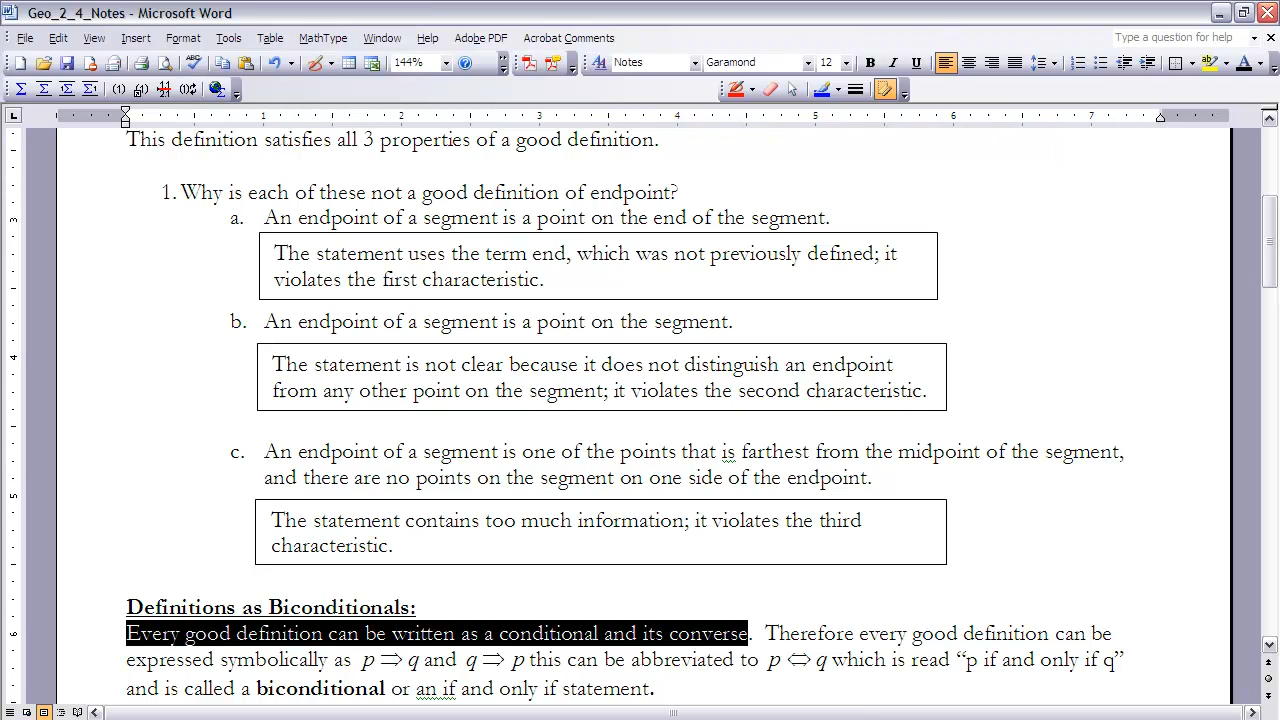 Geo_2_4_Notes - Microsoft Word
File Edit View Insert Format Tools Table MathType Window Help Adobe PDF Acrobat Comments Type a question for help
144% Notes Garamond 12 B I U
1 2 3 4 5 6 7
This definition satisfies all 3 properties of a good definition.
1. Why is each of these not a good definition of endpoint?
a. An endpoint of a segment is a point on the end of the segment.
The statement uses the term end, which was not previously defined; it
violates the first characteristic.
b. An endpoint of a segment is a point on the segment.
The statement is not clear because it does not distinguish an endpoint
from any other point on the segment; it violates the second characteristic.
c. An endpoint of a segment is one of the points that is farthest from the midpoint of the segment,
and there are no points on the segment on one side of the endpoint.
The statement contains too much information; it violates the third
characteristic.
Definitions as Biconditionals:
Every good definition can be written as a conditional and its converse. Therefore every good definition can be
expressed symbolically as p ⇒ q and q ⇒ p this can be abbreviated to p ⇔ q which is read “p if and only if q”
and is called a biconditional or an if and only if statement.